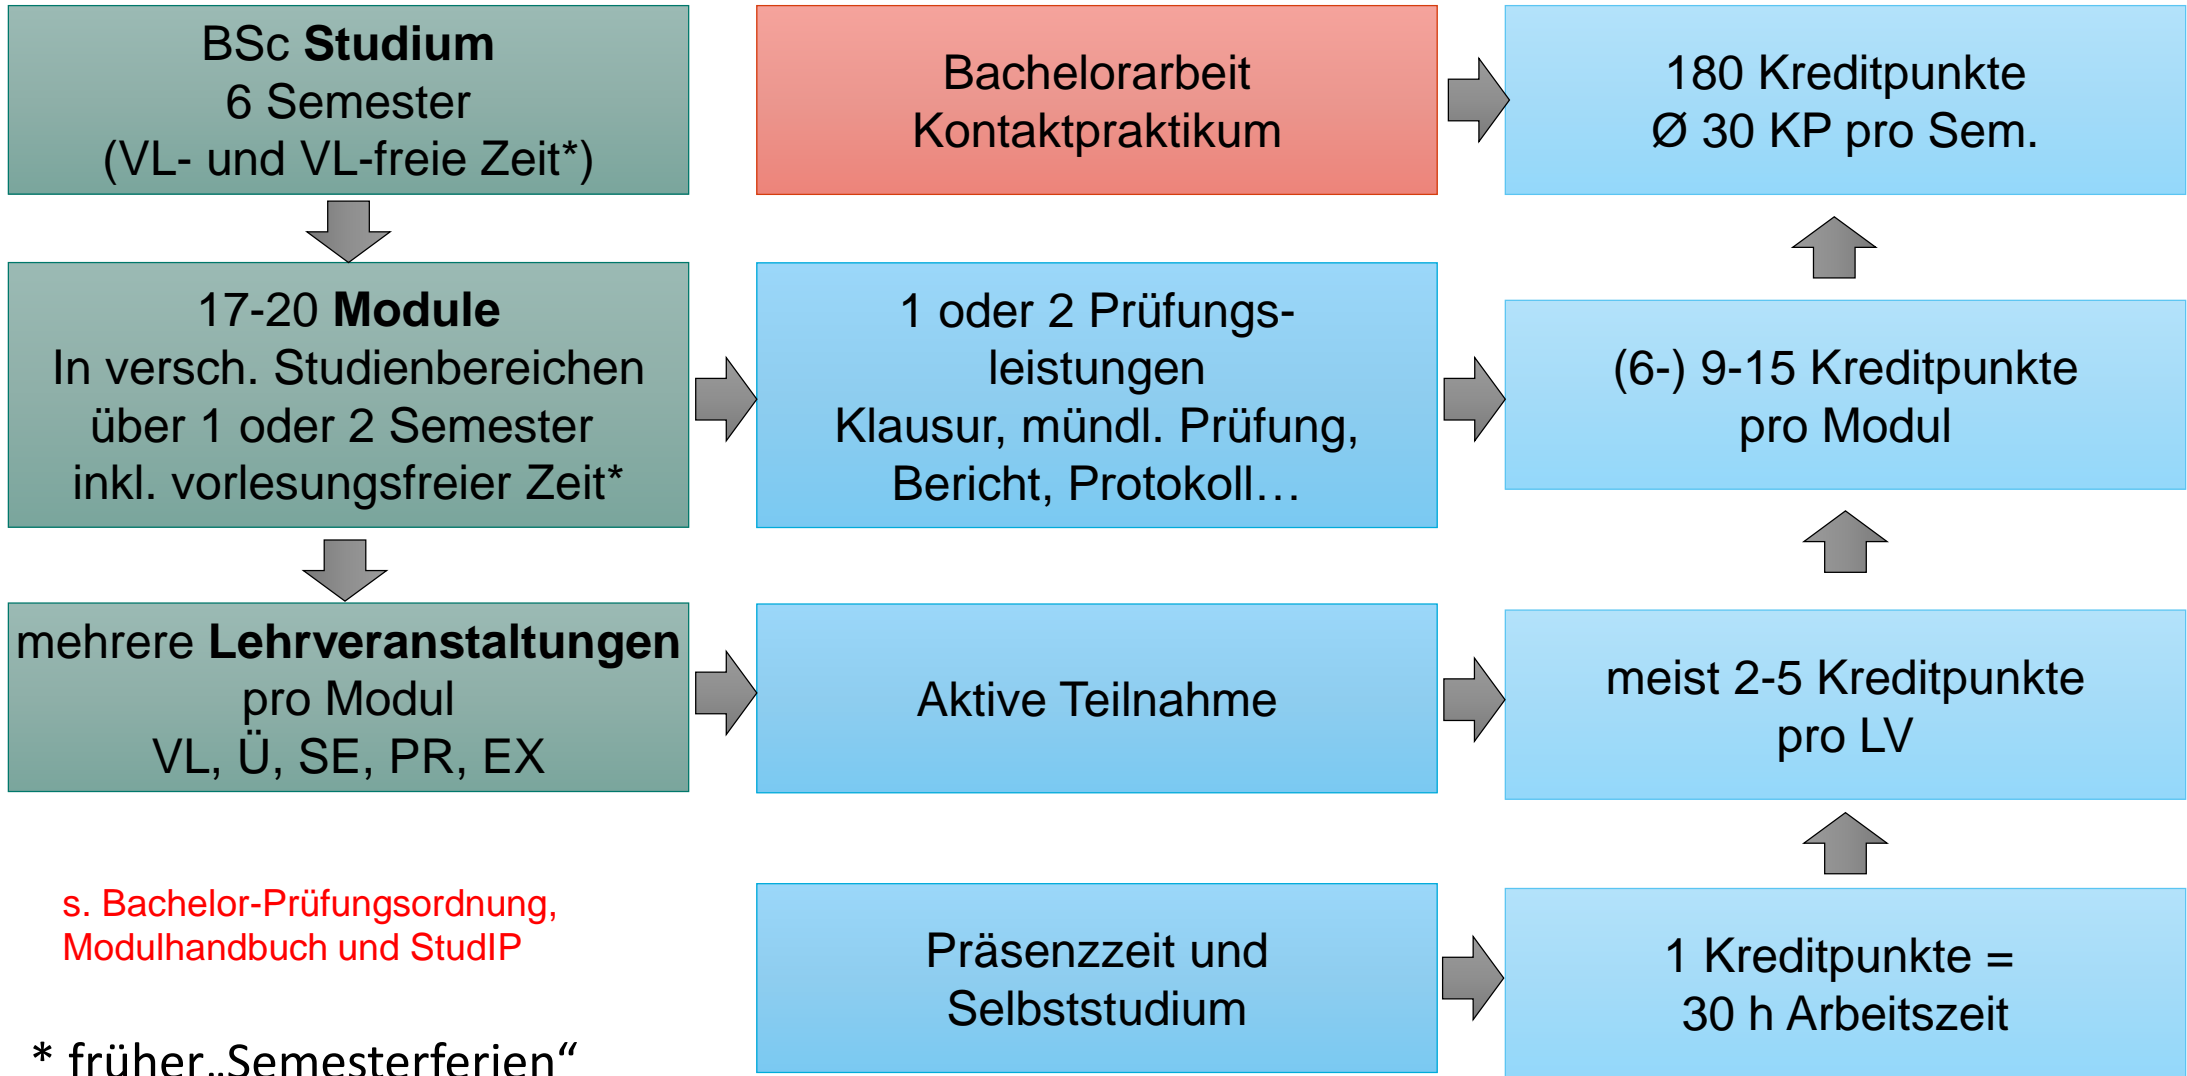 BSc Studium
6 Semester
(VL- und VL-freie Zeit*)
Bachelorarbeit
Kontaktpraktikum
180 Kreditpunkte
Ø 30 KP pro Sem.
17-20 Module
In versch. Studienbereichen
über 1 oder 2 Semester
inkl. vorlesungsfreier Zeit*
1 oder 2 Prüfungs-
leistungen
Klausur, mündl. Prüfung,
Bericht, Protokoll…
(6-) 9-15 Kreditpunkte
pro Modul
mehrere Lehrveranstaltungen
pro Modul
VL, Ü, SE, PR, EX
Aktive Teilnahme
meist 2-5 Kreditpunkte
pro LV
s. Bachelor-Prüfungsordnung,
Modulhandbuch und StudIP
Präsenzzeit und
Selbststudium
1 Kreditpunkte =
30 h Arbeitszeit
* früher„Semesterferien“